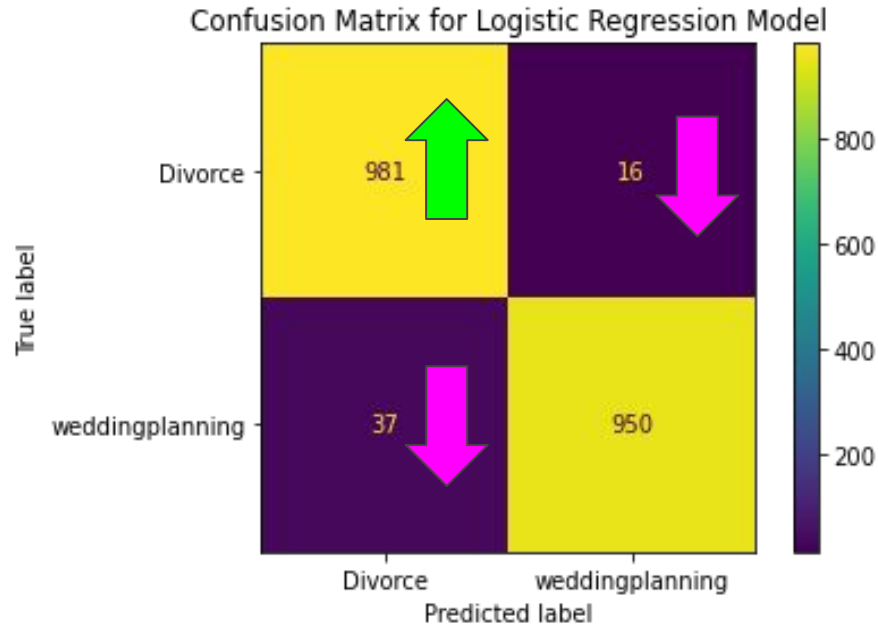 Confusion Matrix for Logistic Regression Model
True label
Divorce
981
16
weddingplanning
37
950
Divorce
weddingplanning
Predicted label
800
600
400
200